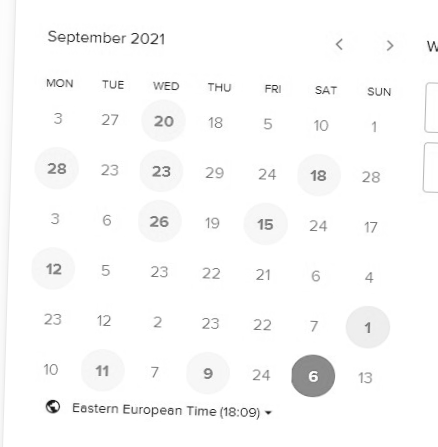 September 2021
W
MON TUE WED THU FRI SAT SUN
3 27 20 18 5 10 1
28 23 23 29 24 18 28
3 6 26 19 15 24 17
12 5 23 22 21 6 4
23 12 2 23 22 7 1
10 11 7 9 24 6 13
Eastern European Time (18:09)